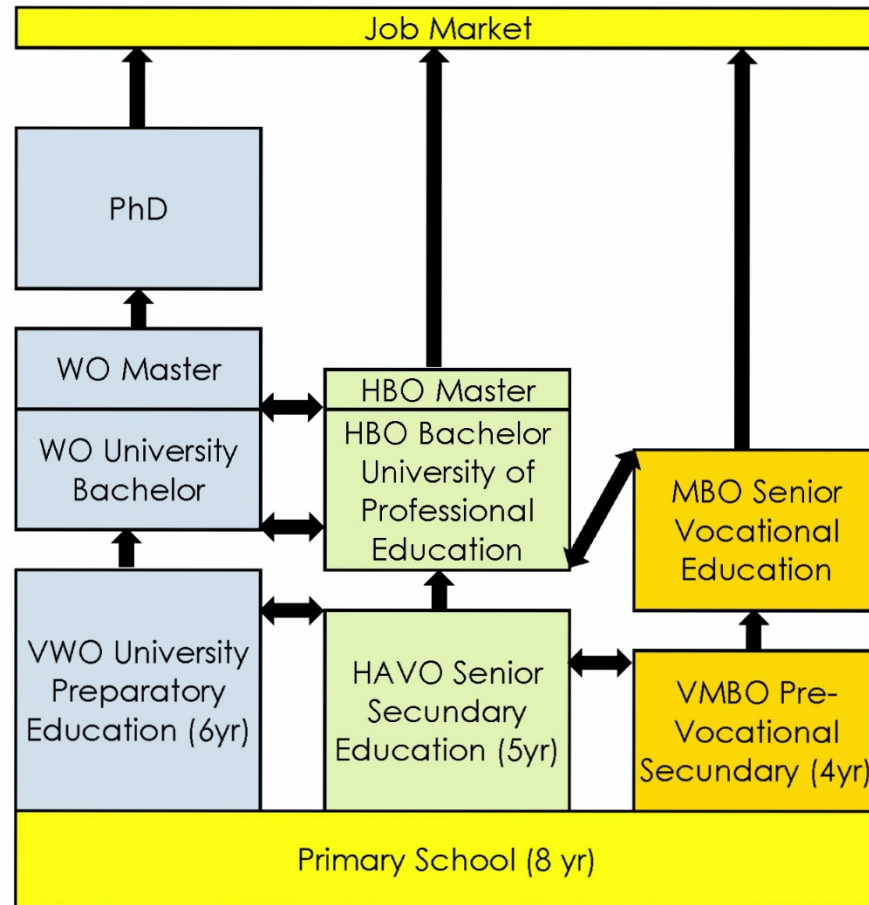 Job Market
PhD
WO Master
WO University
Bachelor
VWO University
Preparatory
Education (6yr)
HBO Master
HBO Bachelor
University of
Professional
Education
HAVO Senior
Secundary
Education (5yr)
MBO Senior
Vocational
Education
VMBO Pre-
Vocational
Secundary (4yr)
Primary School (8 yr)